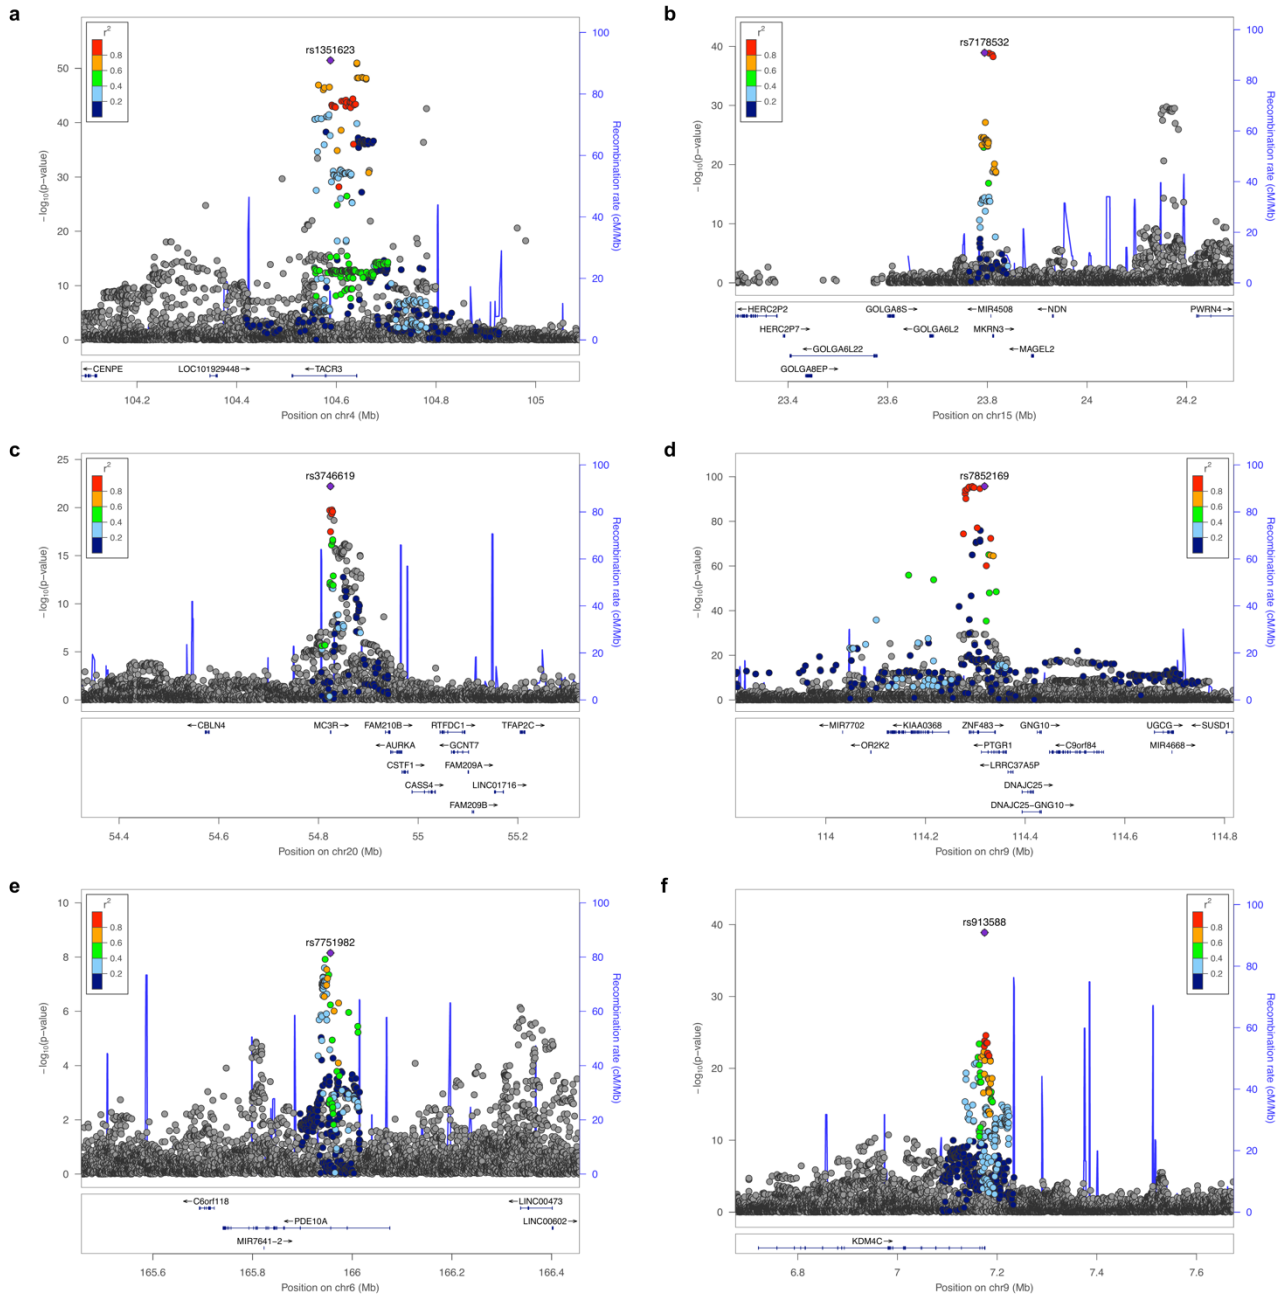 a
r²
0.8
0.6
0.4
0.2
rs1351623
50
40
30
20
10
0
−log10(p−value)
100
80
60
40
20
0
Recombination rate (cM/Mb)
←CENPE
LOC101929448→
←TACR3
104.2
104.4
104.6
104.8
105
Position on chr4 (Mb)
b
r²
0.8
0.6
0.4
0.2
rs7178532
40
30
20
10
0
−log10(p−value)
100
80
60
40
20
0
Recombination rate (cM/Mb)
←HERC2P2
GOLGA8S→
←MIR4508
←NDN
PWRN4→
HERC2P7→
←GOLGA6L2
MKRN3→
←GOLGA6L22
←MAGEL2
GOLGA8EP→
23.4
23.6
23.8
24
24.2
Position on chr15 (Mb)
c
r²
0.8
0.6
0.4
0.2
rs3746619
25
20
15
10
5
0
−log10(p−value)
100
80
60
40
20
0
Recombination rate (cM/Mb)
←CBLN4
MC3R→
FAM210B→
RTFDC1→
TFAP2C→
←AURKA
←GCNT7
CSTF1→
FAM209A→
CASS4→
LINC01716→
FAM209B→
54.4
54.6
54.8
55
55.2
Position on chr20 (Mb)
d
r²
0.8
0.6
0.4
0.2
rs7852169
100
80
60
40
20
0
−log10(p−value)
100
80
60
40
20
0
Recombination rate (cM/Mb)
←MIR7702
←KIAA0368
ZNF483→
GNG10→
UGCG→
←SUSD1
←OR2K2
←PTGR1
←C9orf84
MIR4668→
←LRRC37A5P
DNAJC25→
DNAJC25−GNG10→
114
114.2
114.4
114.6
114.8
Position on chr9 (Mb)
e
r²
0.8
0.6
0.4
0.2
rs7751982
10
8
6
4
2
0
−log10(p−value)
100
80
60
40
20
0
Recombination rate (cM/Mb)
←C6orf118
←LINC00473
←PDE10A
LINC00602→
MIR7641−2→
165.6
165.8
166
166.2
166.4
Position on chr6 (Mb)
f
r²
0.8
0.6
0.4
0.2
rs913588
40
30
20
10
0
−log10(p−value)
100
80
60
40
20
0
Recombination rate (cM/Mb)
KDM4C→
6.8
7
7.2
7.4
7.6
Position on chr9 (Mb)